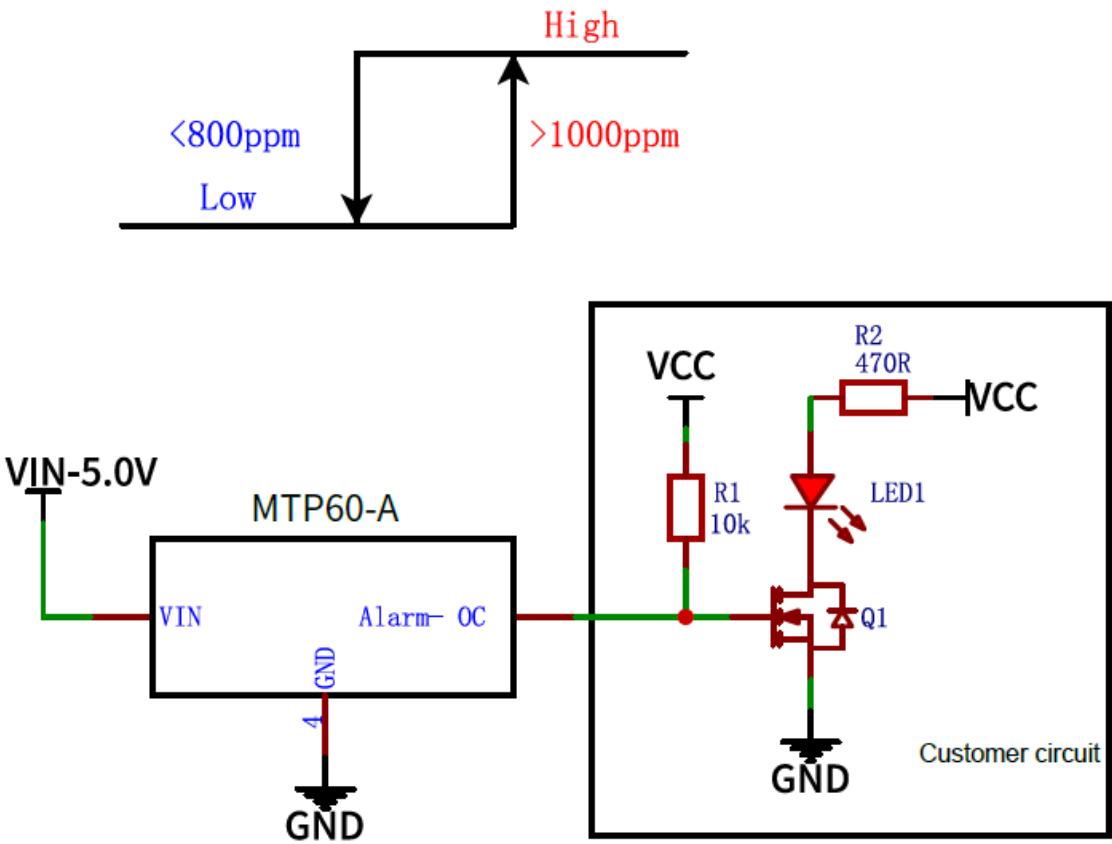 High
<800ppm
>1000ppm
Low
R2
470R
VCC
VCC
VIN-5.0V
R1
10k
LED1
MTP60-A
VIN
Alarm- OC
Q1
GND
4
GND
GND
Customer circuit